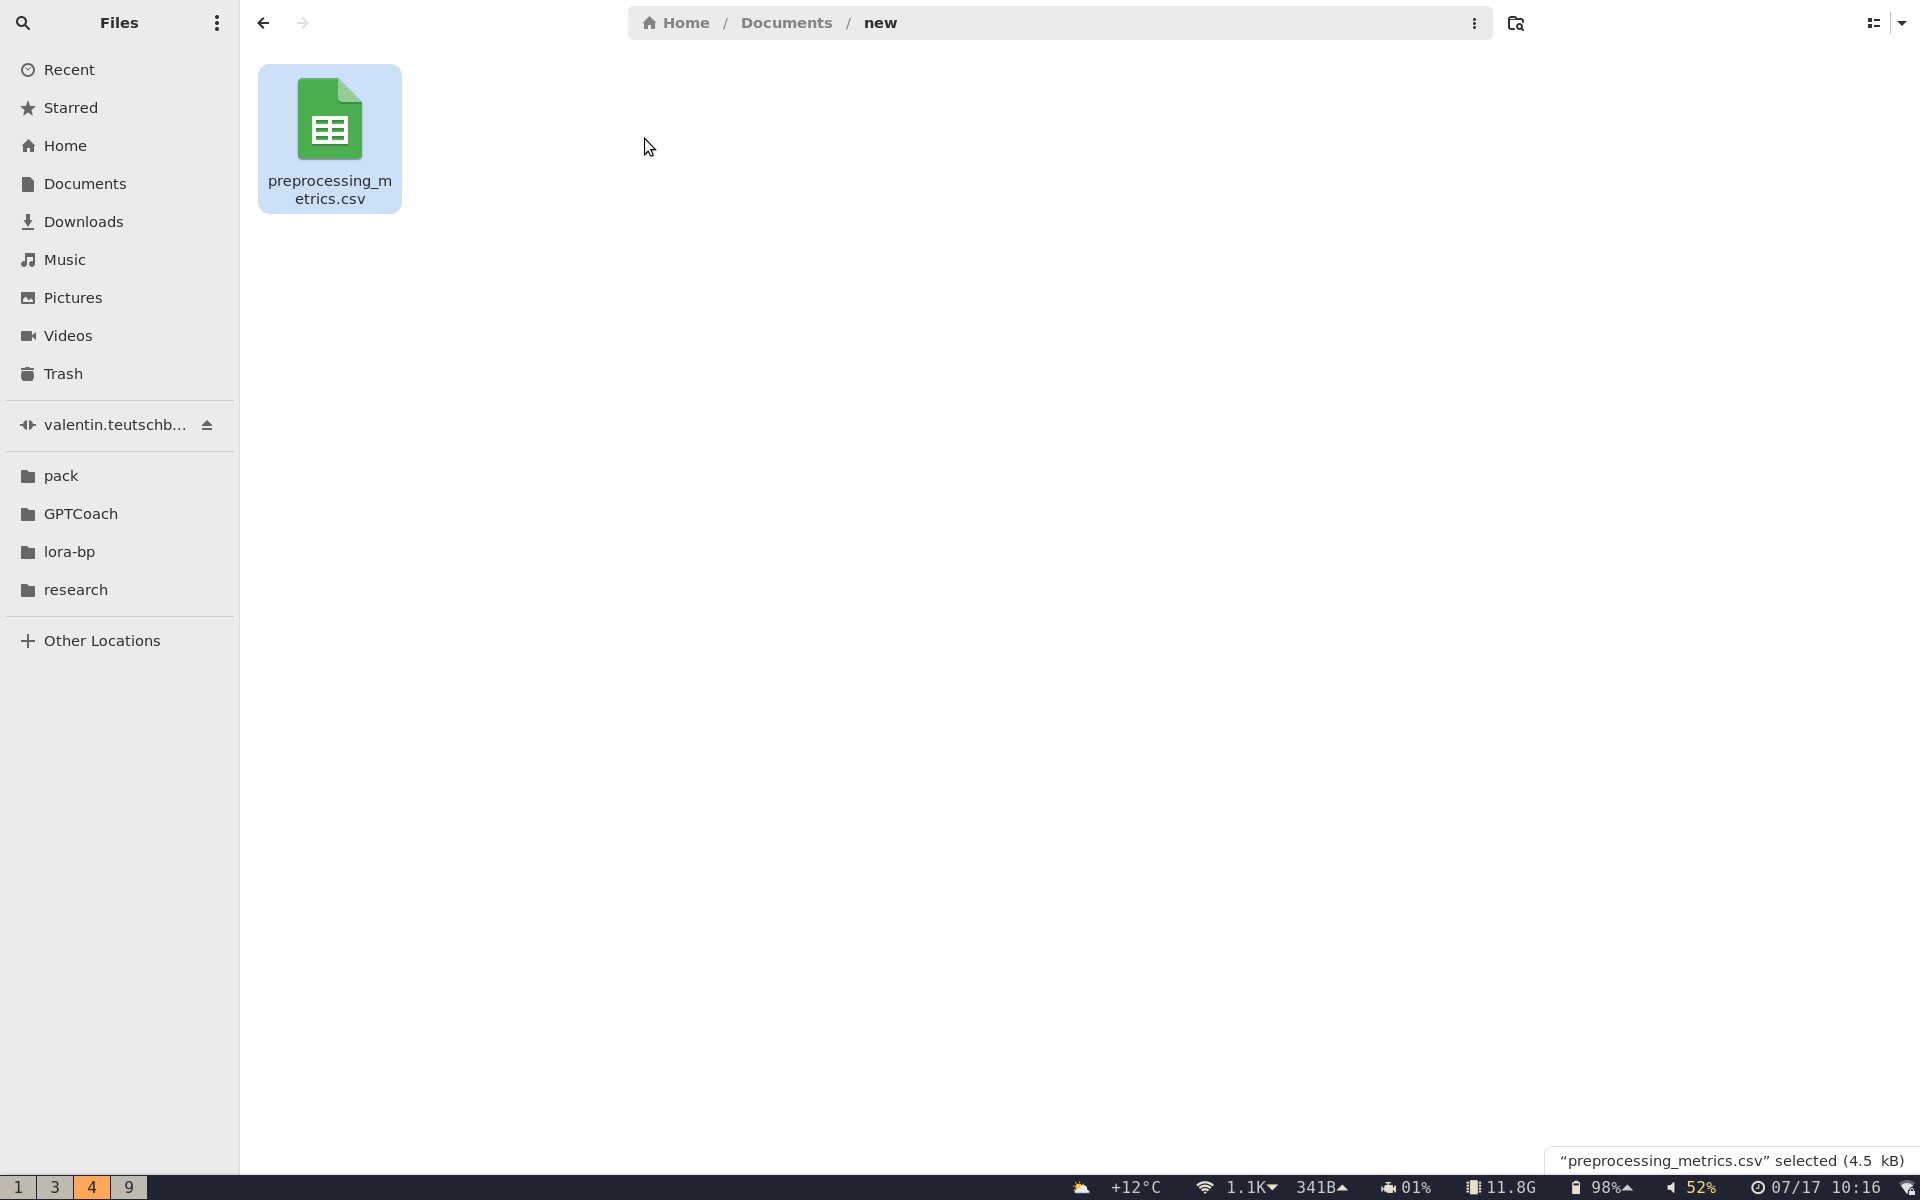 Files
Home / Documents / new
Recent
Starred
Home
Documents
Downloads
Music
Pictures
Videos
Trash
valentin.teutschb...
pack
GPTCoach
lora-bp
research
Other Locations
preprocessing_m
etrics.csv
“preprocessing_metrics.csv” selected (4.5 kB)
1 3 4 9 +12°C 1.1K 341B 01% 11.8G 98% 52% 07/17 10:16